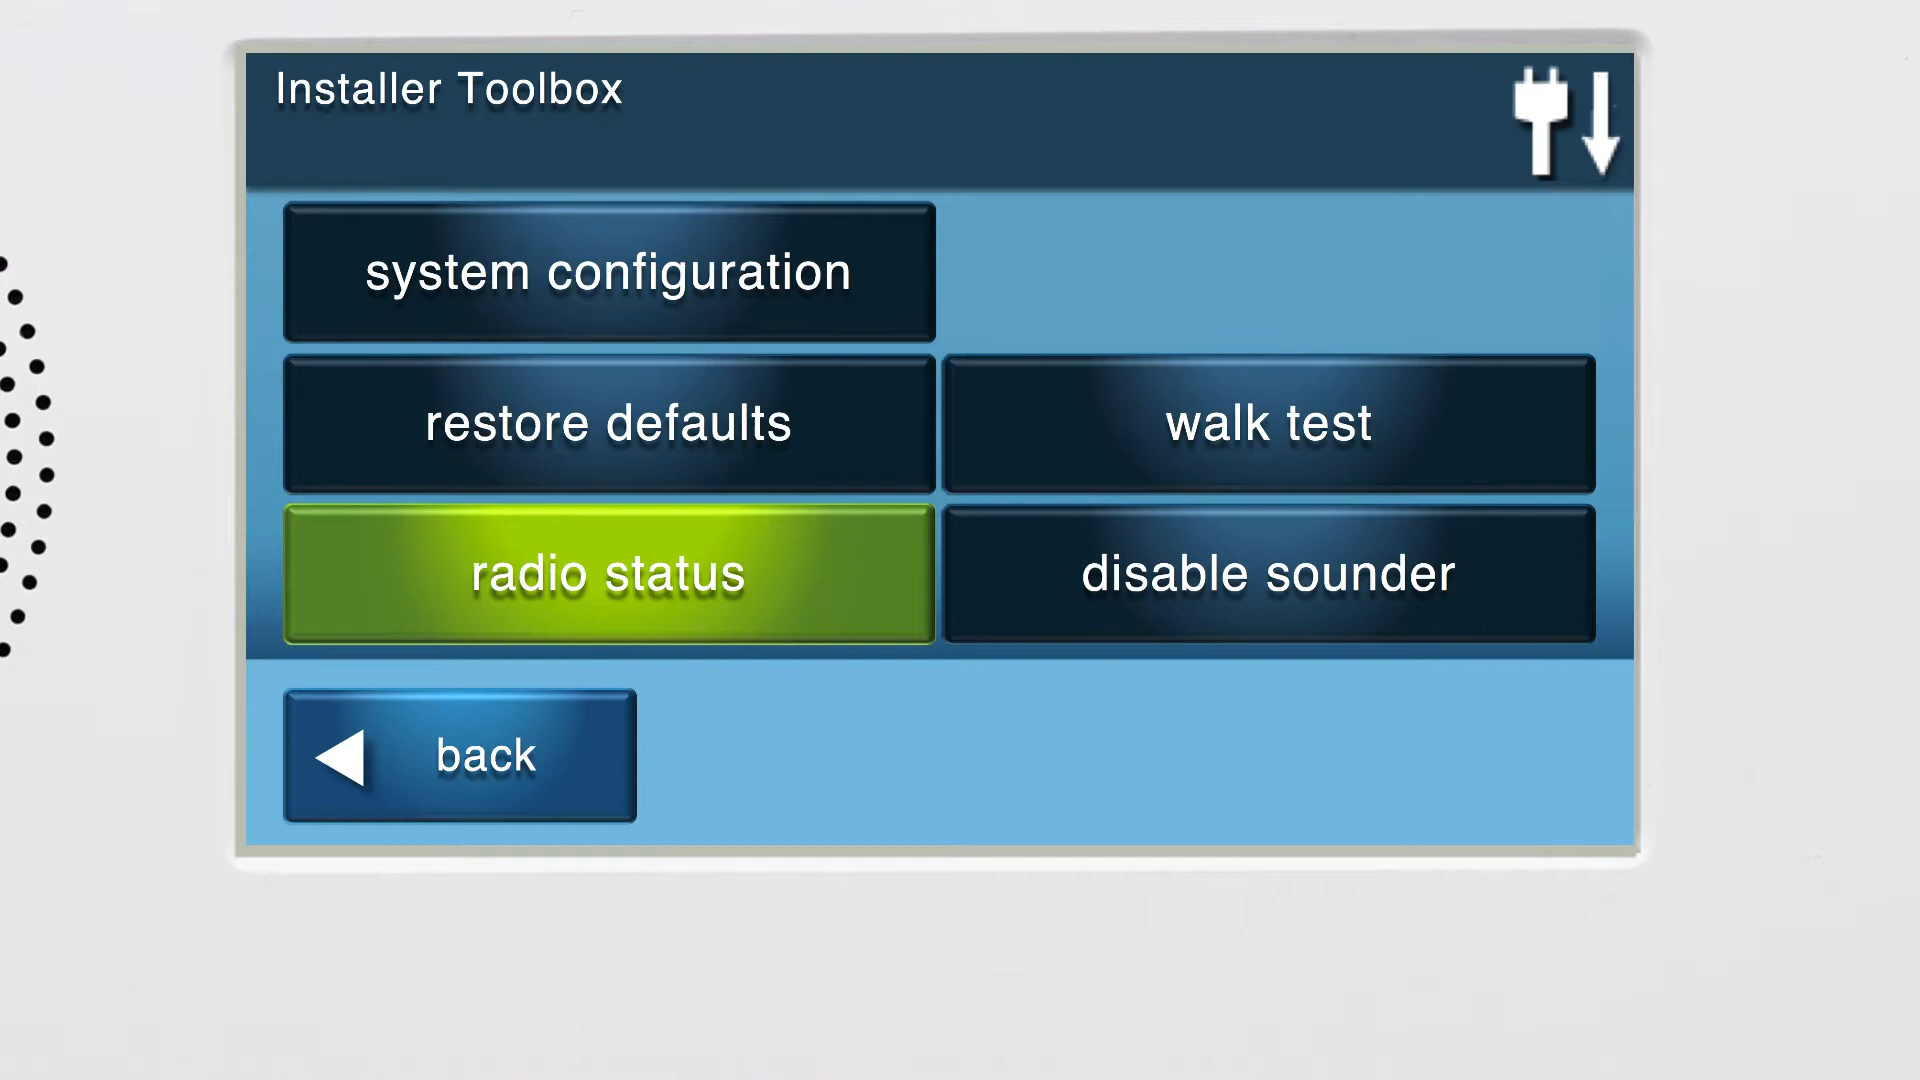 Installer Toolbox
system configuration
restore defaults
walk test
radio status
disable sounder
back